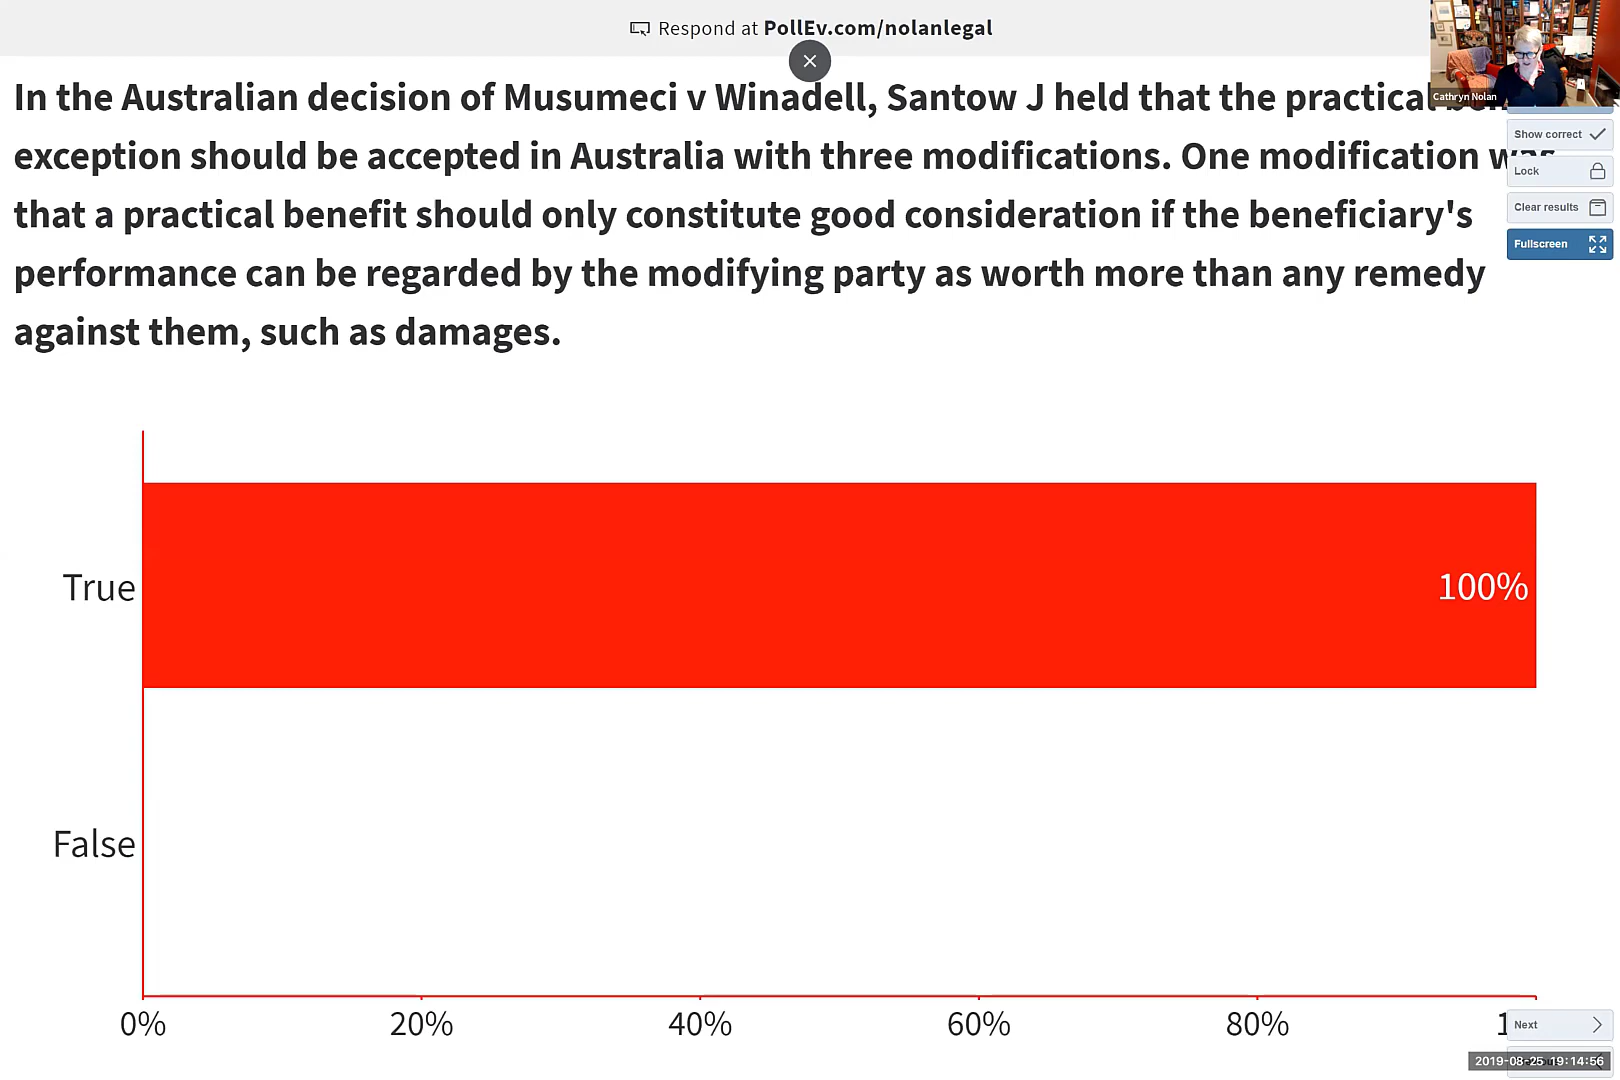 Respond at PollEv.com/nolanlegal
Cathryn Nolan
In the Australian decision of Musumeci v Winadell, Santow J held that the practical
exception should be accepted in Australia with three modifications. One modification was
that a practical benefit should only constitute good consideration if the beneficiary's
performance can be regarded by the modifying party as worth more than any remedy
against them, such as damages.
Show correct
Lock
Clear results
Fullscreen
True
100%
False
0% 20% 40% 60% 80%
Next
2019-08-25 19:14:56